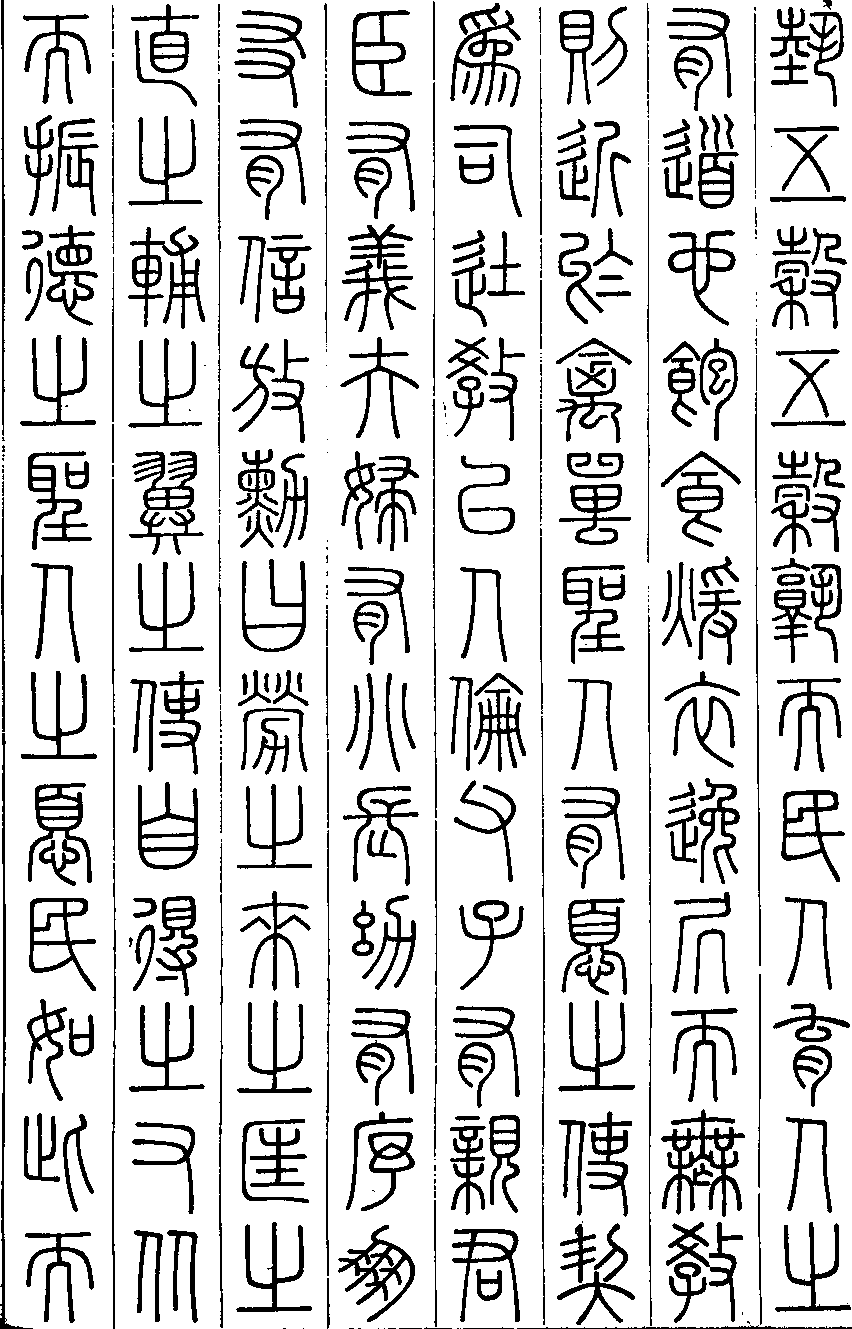 埶五穀五穀孰而民人育人之
有道也飽食煖衣逸居而無教
則近於禽嘼聖人有憂之使契
為司徒教以人倫父子有親君
臣有義夫婦有別長幼有序朋
友有信放勳曰勞之來之匡之
直之輔之翼之使自得之又从
而振德之聖人之憂民如此而